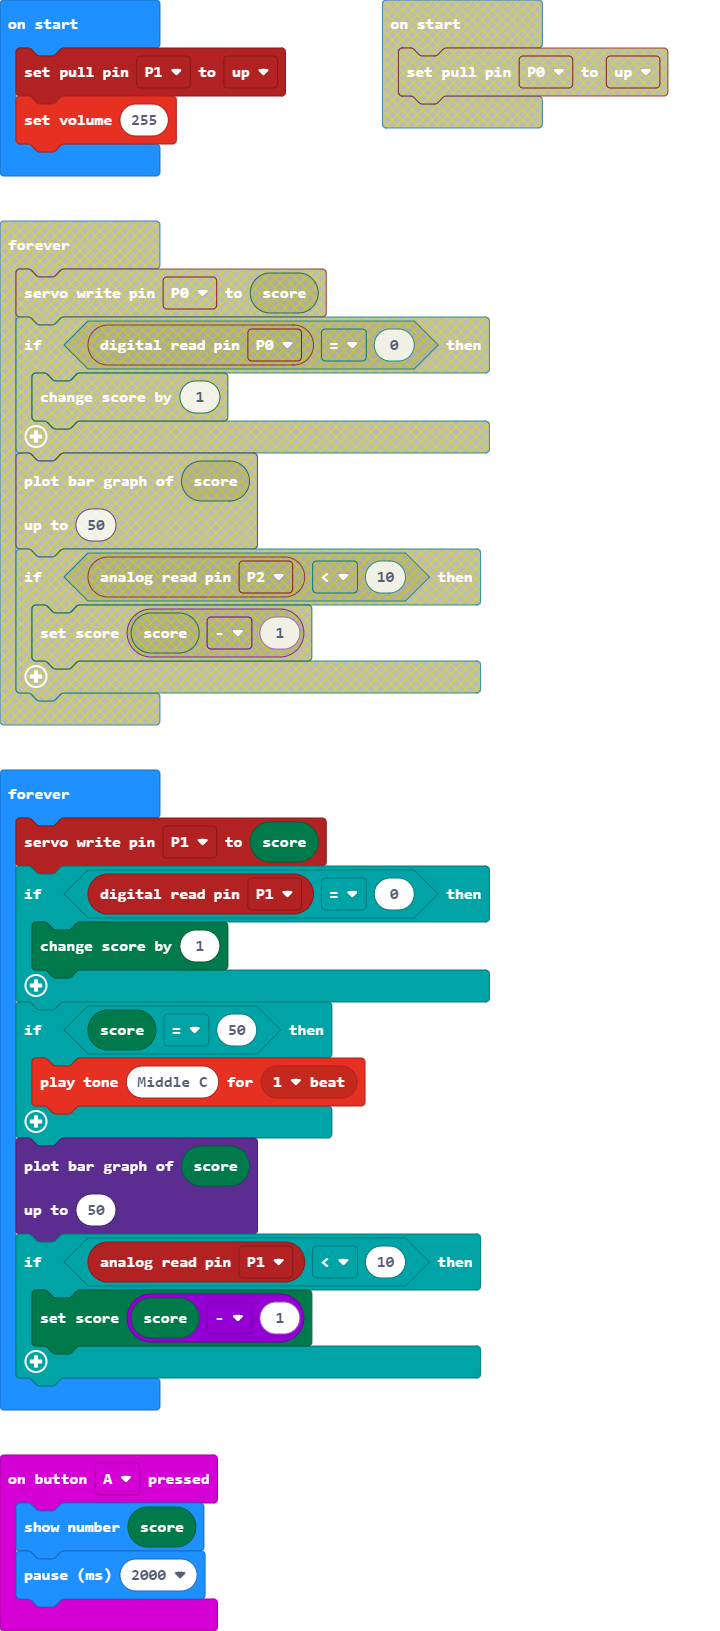 on start
set pull pin P1 to up
set volume 255
on start
set pull pin P0 to up
forever
servo write pin P0 to score
if digital read pin P0 = 0 then
change score by 1
plot bar graph of score
up to 50
if analog read pin P2 < 10 then
set score score - 1
forever
servo write pin P1 to score
if digital read pin P1 = 0 then
change score by 1
if score = 50 then
play tone Middle C for 1 beat
plot bar graph of score
up to 50
if analog read pin P1 < 10 then
set score score - 1
on button A pressed
show number score
pause (ms) 2000